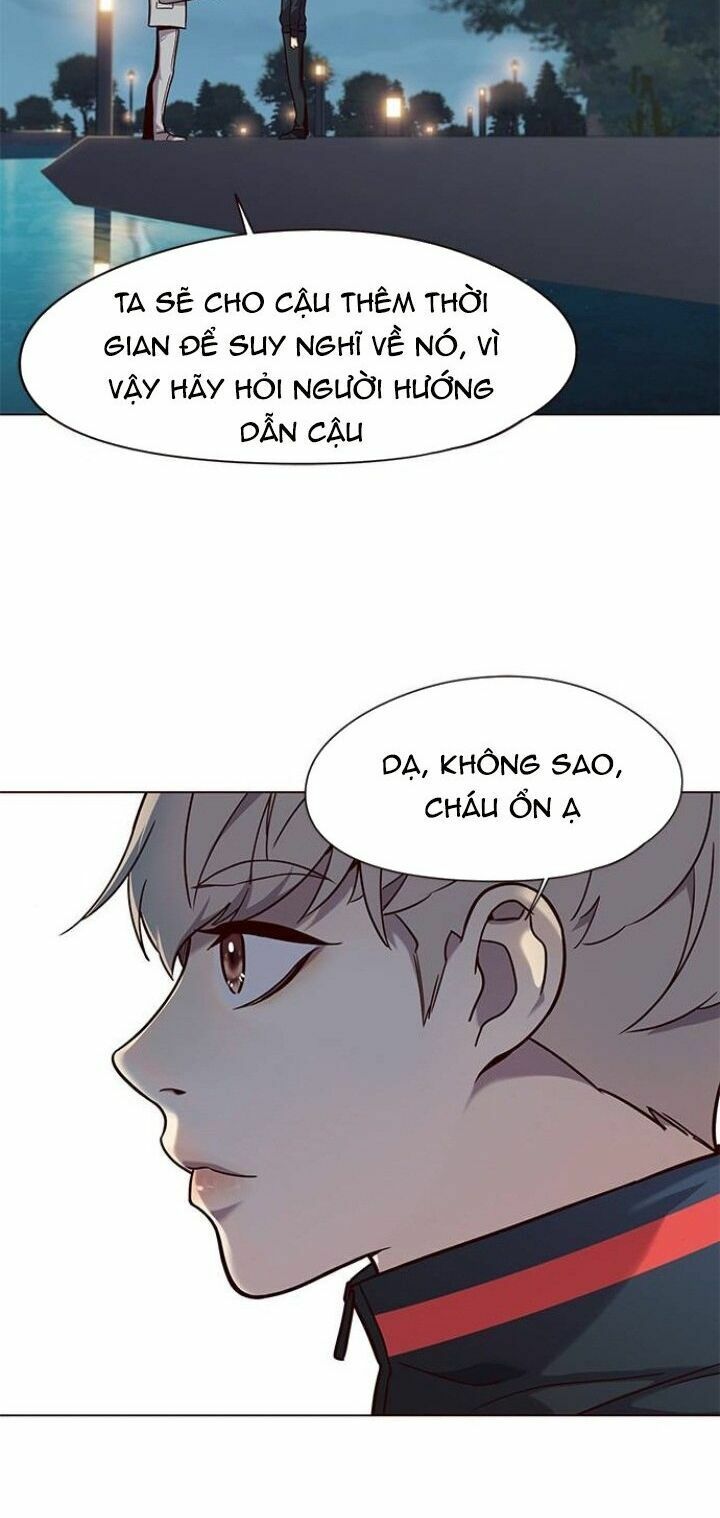 TA SẼ CHO CẬU THÊM THỜI
GIAN ĐỂ SUY NGHĨ VỀ NÓ, VÌ
VẬY HÃY HỎI NGƯỜI HƯỚNG
DẪN CẬU
DẠ, KHÔNG SAO,
CHÁU ỔN Ạ